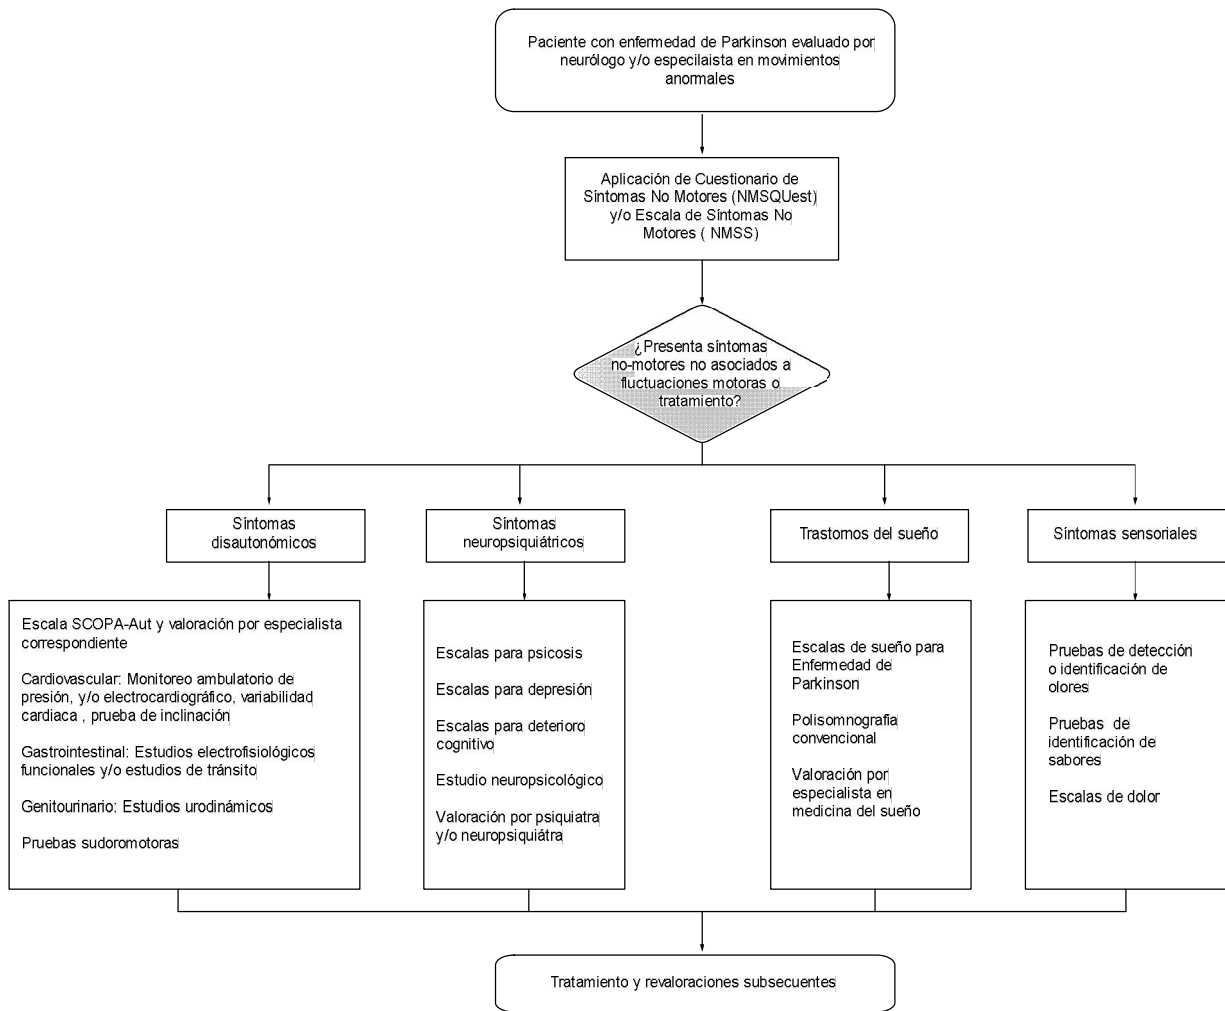 Paciente con enfermedad de Parkinson evaluado por
neurólogo y/o especilaista en movimientos
anormales
Aplicación de Cuestionario de
Síntomas No Motores (NMSQUest)
y/o Escala de Síntomas No
Motores ( NMSS)
¿Presenta síntomas
no-motores no asociados a
fluctuaciones motoras o
tratamiento?
Síntomas
disautonómicos
Síntomas
neuropsiquiátricos
Trastornos del sueño
Síntomas sensoriales
Escala SCOPA-Aut y valoración por especialista
correspondiente
Cardiovascular: Monitoreo ambulatorio de
presión, y/o electrocardiográfico, variabilidad
cardiaca , prueba de inclinación
Gastrointestinal: Estudios electrofisiológicos
funcionales y/o estudios de tránsito
Genitourinario: Estudios urodinámicos
Pruebas sudoromotoras
Escalas para psicosis
Escalas para depresión
Escalas para deterioro
cognitivo
Estudio neuropsicológico
Valoración por psiquiatra
y/o neuropsiquiátra
Escalas de sueño para
Enfermedad de
Parkinson
Polisomnografía
convencional
Valoración por
especialista en
medicina del sueño
Pruebas de detección
o identificación de
olores
Pruebas de
identificación de
sabores
Escalas de dolor
Tratamiento y revaloraciones subsecuentes